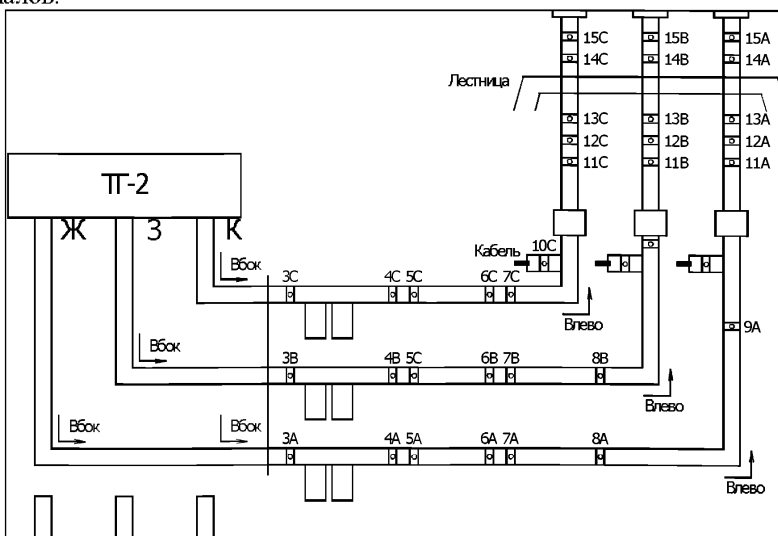 15C 15B 15A
14C 14B 14A
Лестница
13C 13B 13A
12C 12B 12A
11C 11B 11A
ТП-2
Ж З К
Кабель 10C
Вбок
3C 4C 5C 6C 7C
Влево
9A
Вбок
3B 4B 5C 6B 7B 8B
Влево
Вбок Вбок
3A 4A 5A 6A 7A 8A
Влево